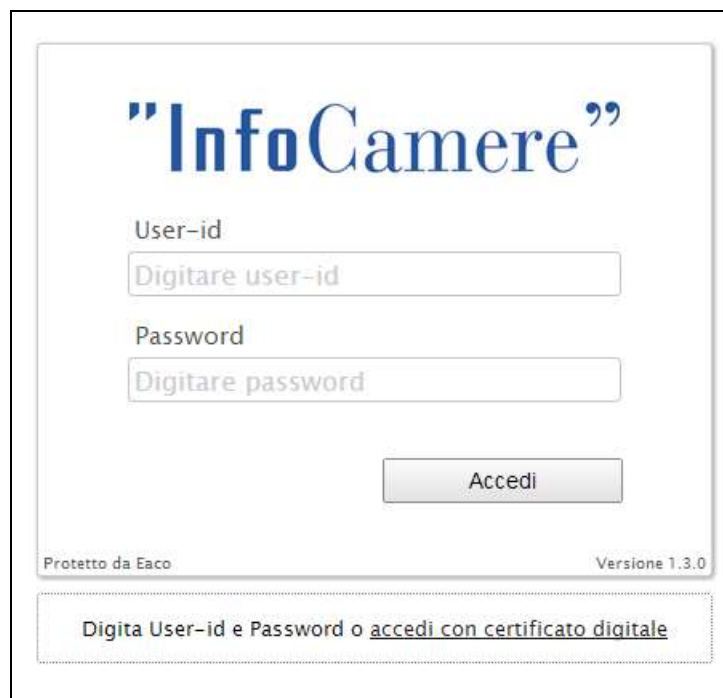 "InfoCamere”
User-id
Digitare user-id
Password
Digitare password
Accedi
Protetto da Eaco Versione 1.3.0
Digita User-id e Password o accedi con certificato digitale